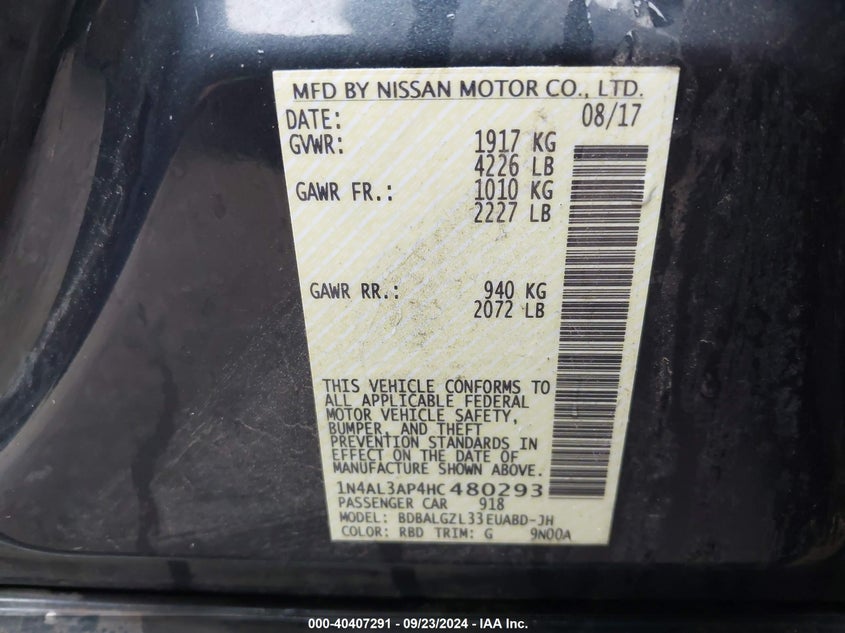 MFD BY NISSAN MOTOR CO., LTD.
DATE: 08/17
GVWR: 1917 KG
4226 LB
GAWR FR.: 1010 KG
2227 LB
GAWR RR.: 940 KG
2072 LB
THIS VEHICLE CONFORMS TO
ALL APPLICABLE FEDERAL
MOTOR VEHICLE SAFETY,
BUMPER, AND THEFT
PREVENTION STANDARDS IN
EFFECT ON THE DATE OF
MANUFACTURE SHOWN ABOVE.
1N4AL3AP4HC480293
PASSENGER CAR 918
MODEL: BDBALGZL33EUABD-JH
COLOR: RBD TRIM: G 9N00A
000-40407291 - 09/23/2024 - IAA Inc.